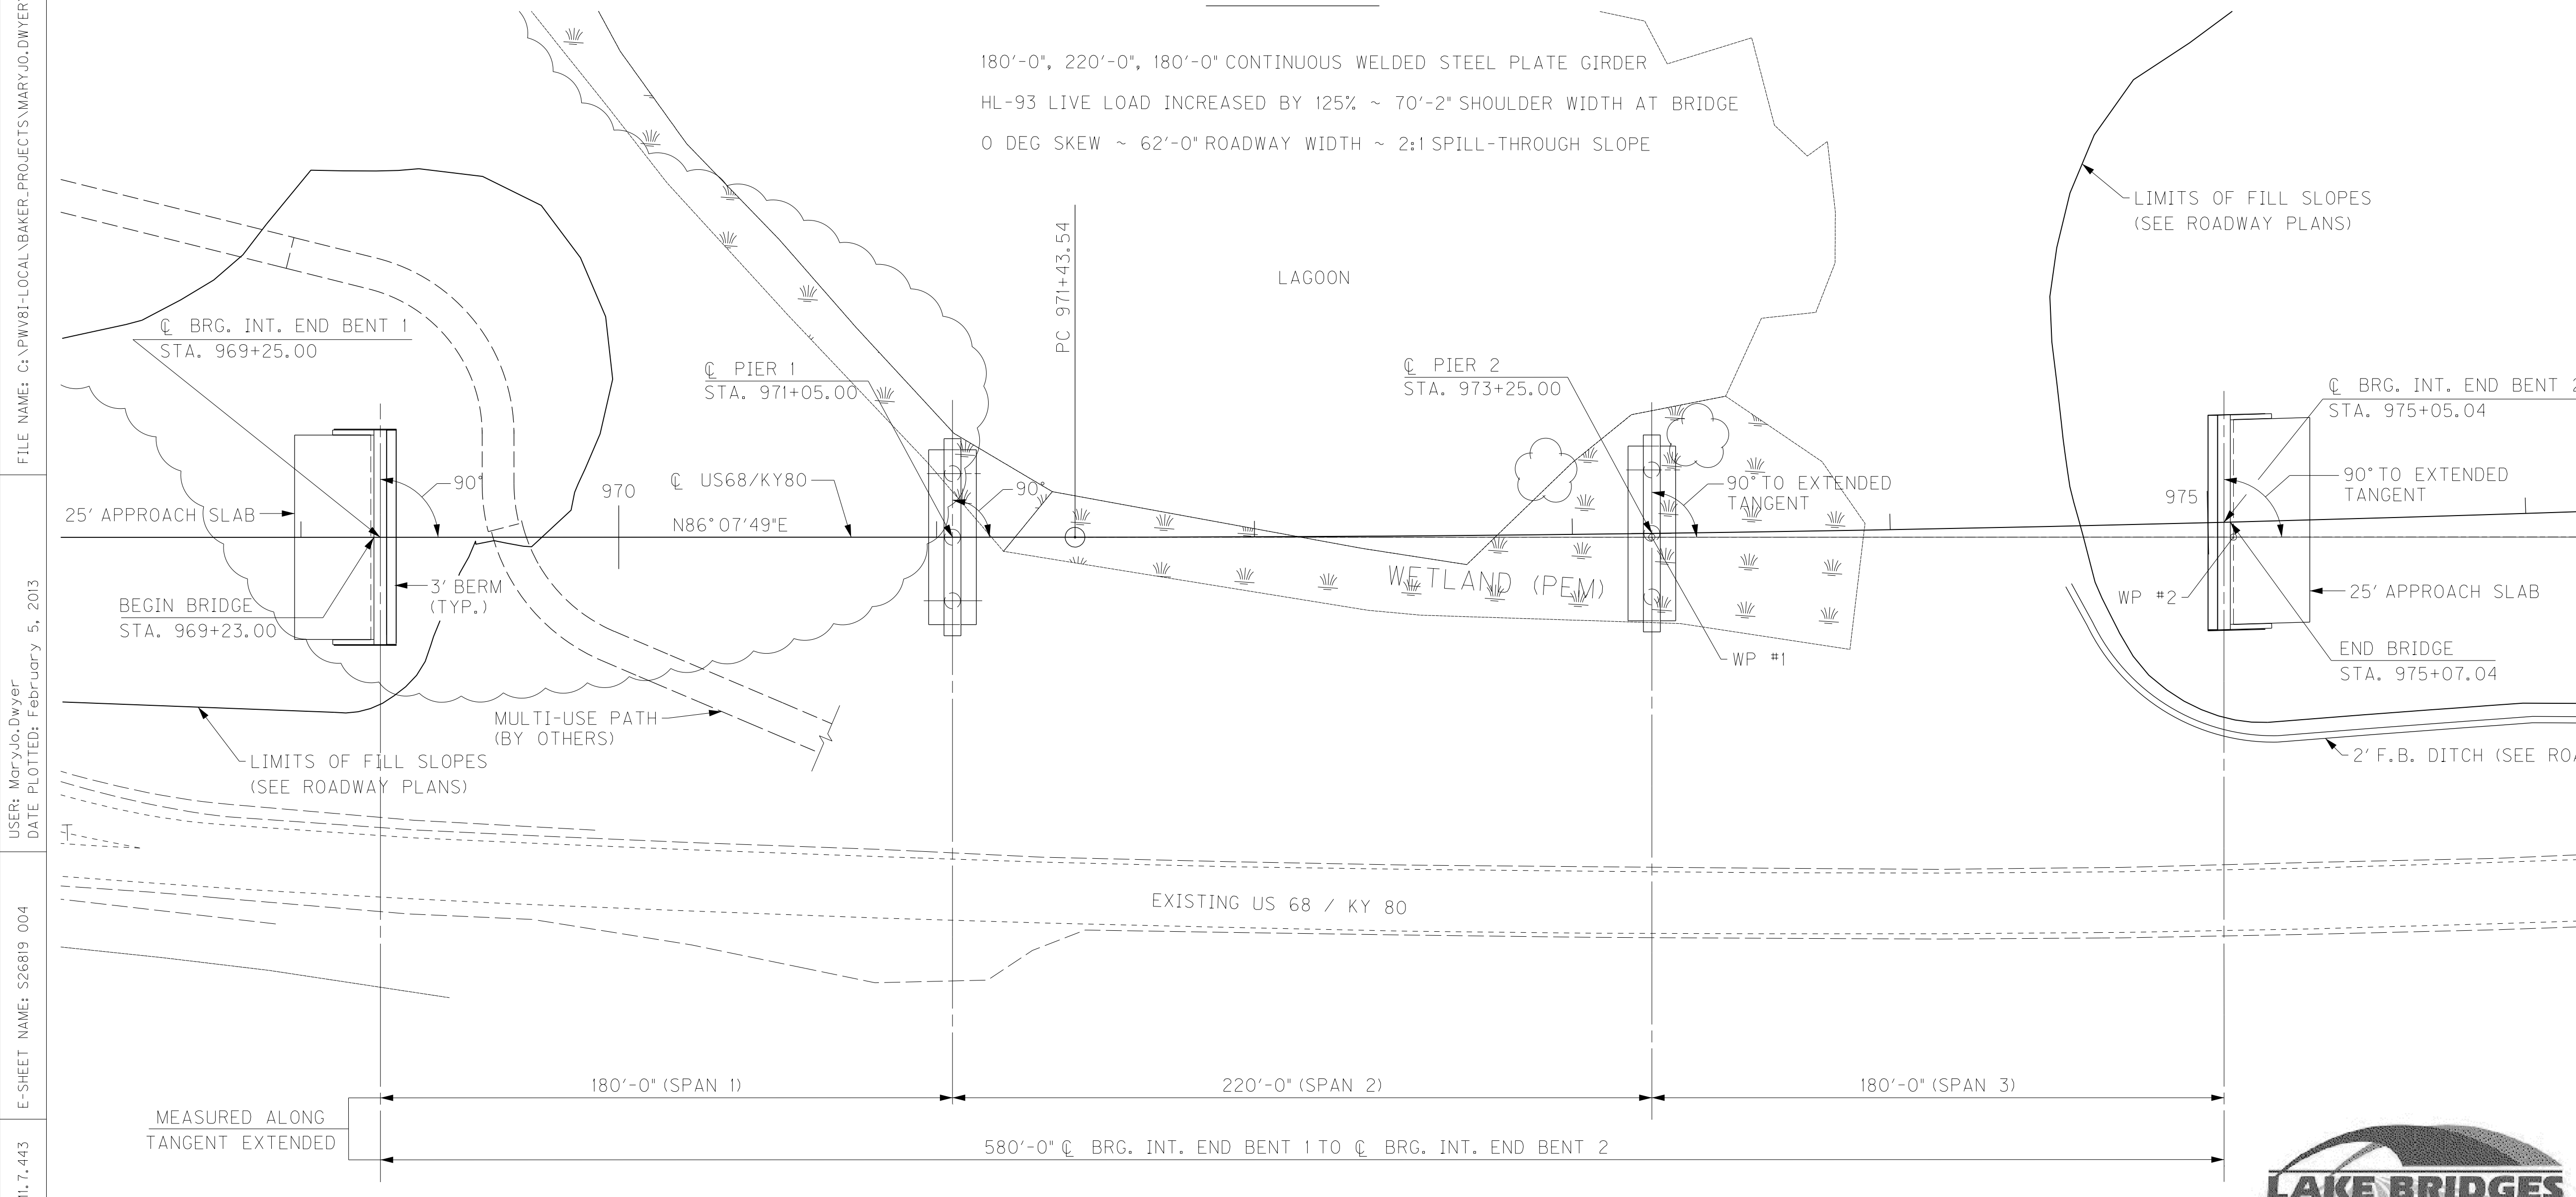 180'-0", 220'-0", 180'-0" CONTINUOUS WELDED STEEL PLATE GIRDER
HL-93 LIVE LOAD INCREASED BY 125% ~ 70'-2" SHOULDER WIDTH AT BRIDGE
0 DEG SKEW ~ 62'-0" ROADWAY WIDTH ~ 2:1 SPILL-THROUGH SLOPE
LIMITS OF FILL SLOPES
(SEE ROADWAY PLANS)
PC 971+43.54
LAGOON
℄ BRG. INT. END BENT 1
STA. 969+25.00
℄ PIER 1
STA. 971+05.00
℄ PIER 2
STA. 973+25.00
℄ BRG. INT. END BENT 2
STA. 975+05.04
90°
970
℄ US68/KY80
N86°07'49"E
90°
90° TO EXTENDED
TANGENT
975
90° TO EXTENDED
TANGENT
25' APPROACH SLAB
3' BERM
(TYP.)
BEGIN BRIDGE
STA. 969+23.00
WETLAND (PEM)
WP #1
WP #2
25' APPROACH SLAB
END BRIDGE
STA. 975+07.04
MULTI-USE PATH
(BY OTHERS)
LIMITS OF FILL SLOPES
(SEE ROADWAY PLANS)
2' F.B. DITCH (SEE ROA
T
EXISTING US 68 / KY 80
180'-0" (SPAN 1)
220'-0" (SPAN 2)
180'-0" (SPAN 3)
MEASURED ALONG
TANGENT EXTENDED
580'-0" ℄ BRG. INT. END BENT 1 TO ℄ BRG. INT. END BENT 2
LAKE BRIDGES
FILE NAME: C:\PWV8I-LOCAL\BAKER_PROJECTS\MARYJO.DWYER
USER: MaryJo.Dwyer
DATE PLOTTED: February 5, 2013
E-SHEET NAME: S26819 004
11.7.443